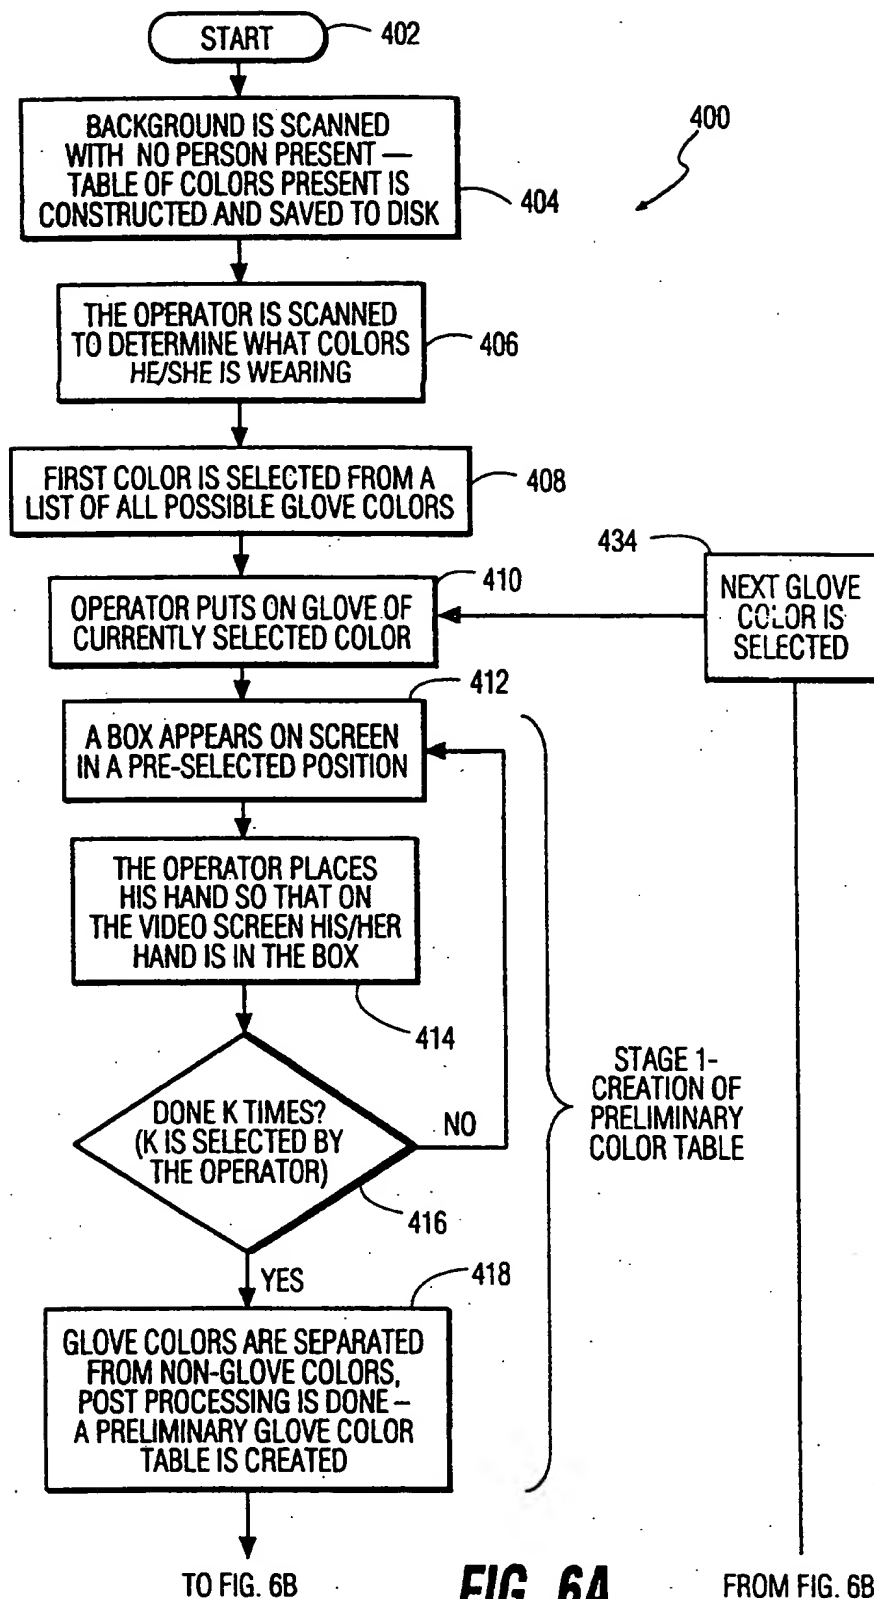 START
402
400
BACKGROUND IS SCANNED
WITH NO PERSON PRESENT —
TABLE OF COLORS PRESENT IS
CONSTRUCTED AND SAVED TO DISK
404
THE OPERATOR IS SCANNED
TO DETERMINE WHAT COLORS
HE/SHE IS WEARING
406
FIRST COLOR IS SELECTED FROM A
LIST OF ALL POSSIBLE GLOVE COLORS
408
434
NEXT GLOVE
COLOR IS
SELECTED
410
OPERATOR PUTS ON GLOVE OF
CURRENTLY SELECTED COLOR
412
A BOX APPEARS ON SCREEN
IN A PRE-SELECTED POSITION
THE OPERATOR PLACES
HIS HAND SO THAT ON
THE VIDEO SCREEN HIS/HER
HAND IS IN THE BOX
414
STAGE 1-
CREATION OF
PRELIMINARY
COLOR TABLE
DONE K TIMES?
(K IS SELECTED BY
THE OPERATOR)
NO
416
YES
418
GLOVE COLORS ARE SEPARATED
FROM NON-GLOVE COLORS,
POST PROCESSING IS DONE –
A PRELIMINARY GLOVE COLOR
TABLE IS CREATED
TO FIG. 6B
FIG. 6A
FROM FIG. 6B